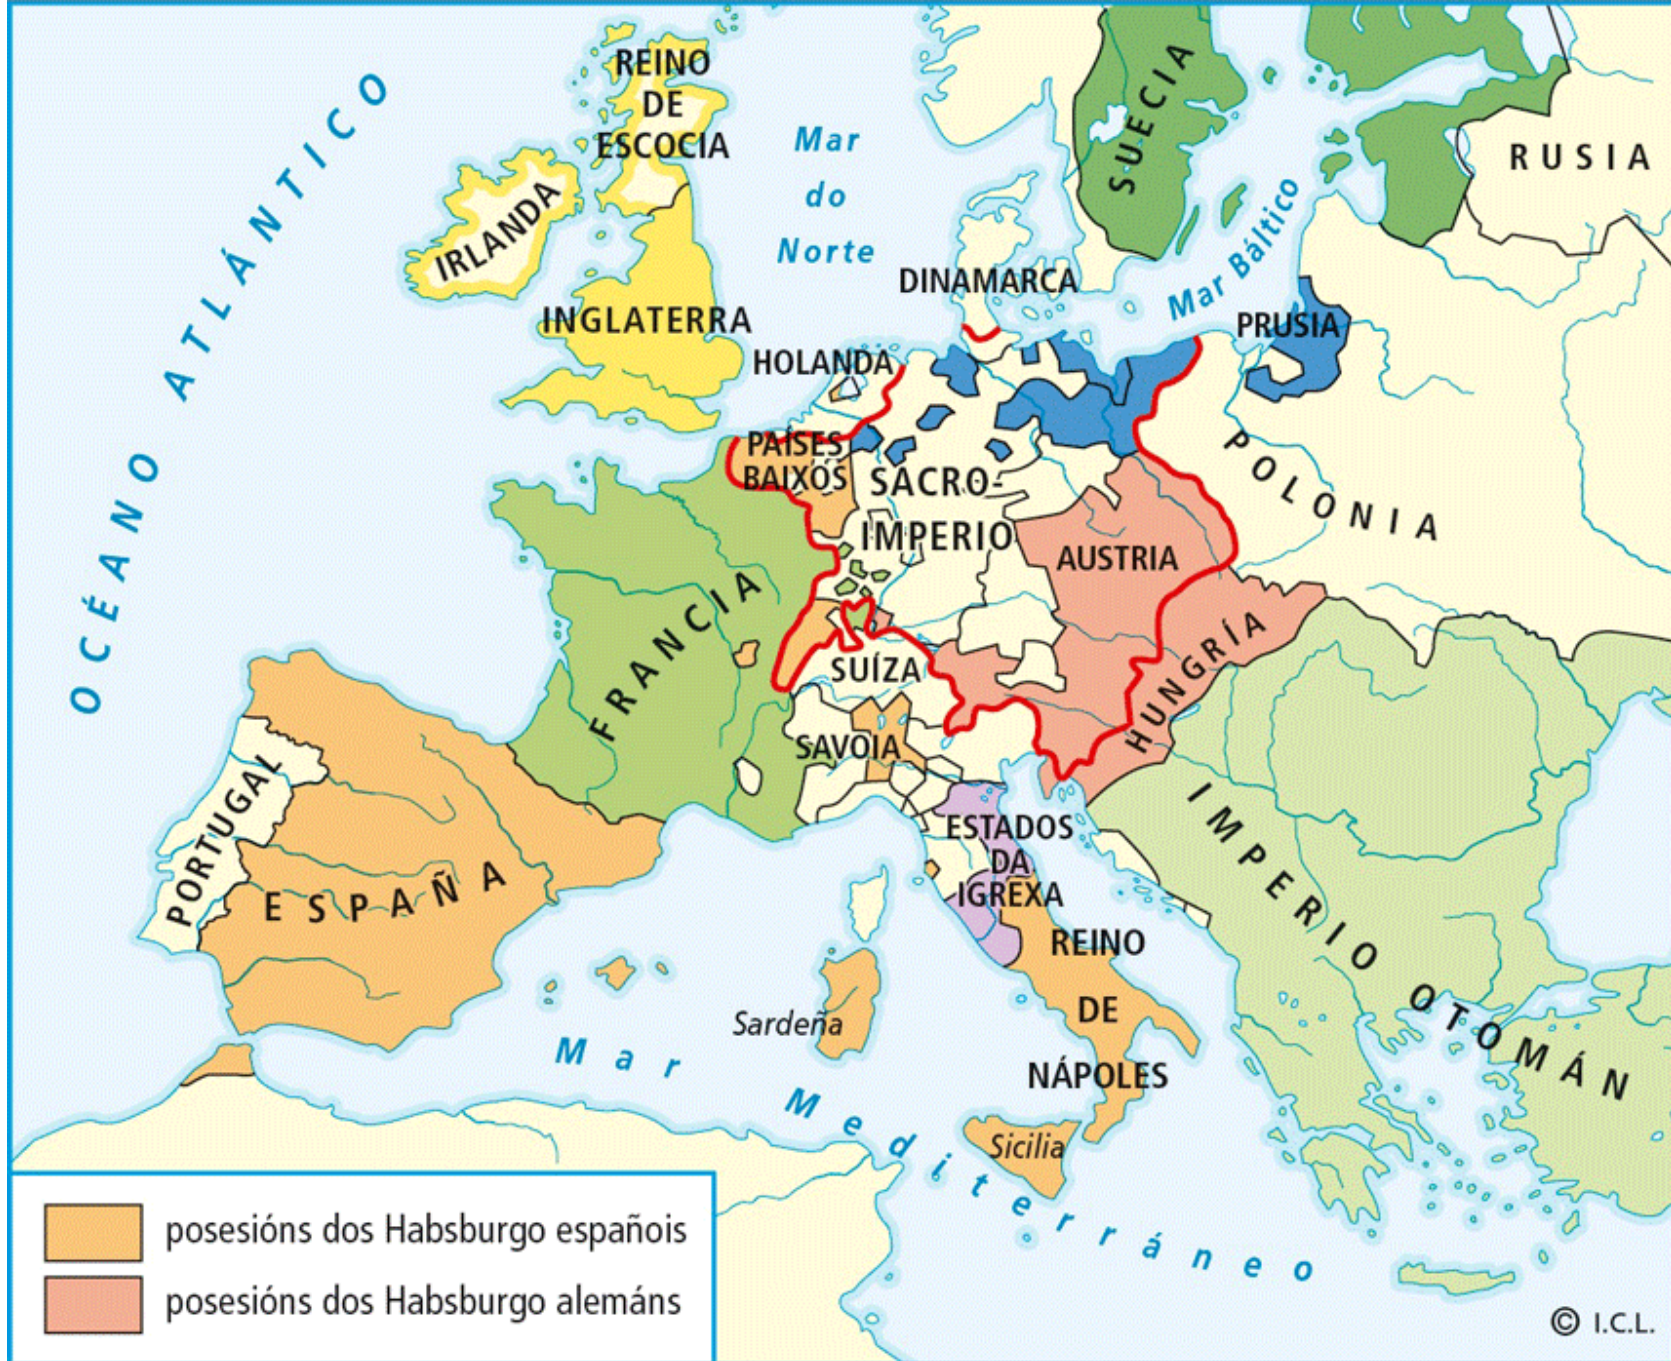 REINO
DE
ESCOCIA
IRLANDA
INGLATERRA
OCÉANO ATLÁNTICO
Mar
do
Norte
SUECIA
RUSIA
Mar Báltico
DINAMARCA
PRUSIA
HOLANDA
PAÍSES
BAIXOS
SACRO-
IMPERIO
POLONIA
AUSTRIA
FRANCIA
HUNGRÍA
SUÍZA
SAVOIA
PORTUGAL
ESPAÑA
ESTADOS
DA
IGREXA
IMPERIO OTOMÁN
REINO
DE
NÁPOLES
Sardeña
Sicilia
Mar Mediterráneo
posesións dos Habsburgo españois
posesións dos Habsburgo alemáns
© I.C.L.